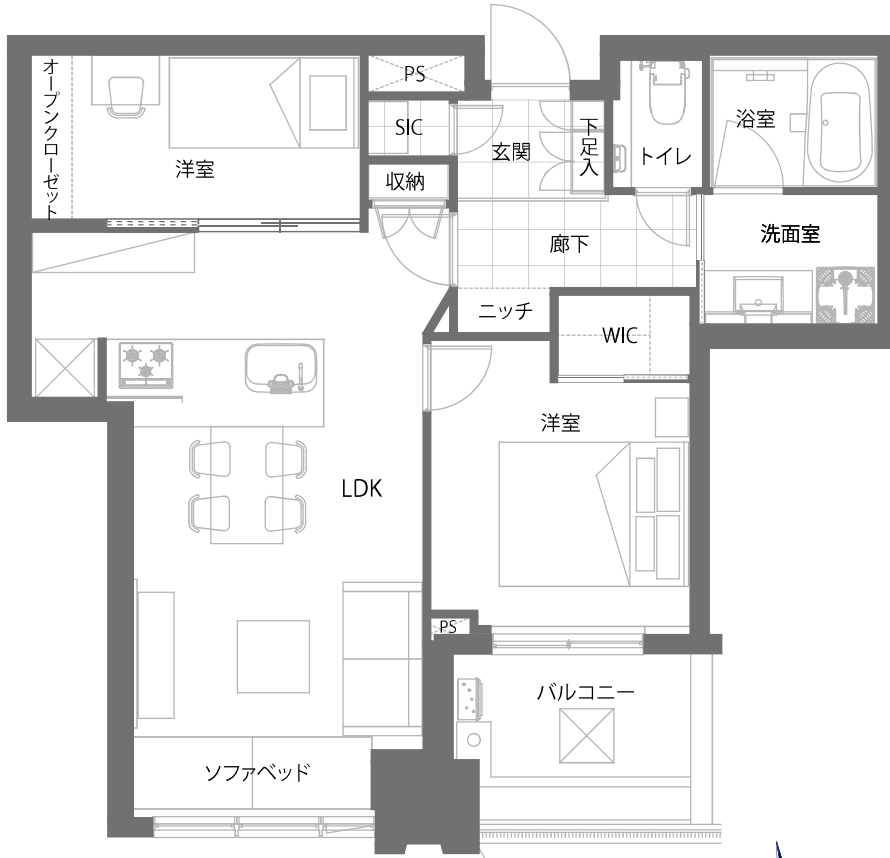 オープンクローゼット
洋室
PS
SIC
収納
玄関
下足入
トイレ
浴室
廊下
洗面室
ニッチ
WIC
洋室
LDK
PS
バルコニー
ソファベッド